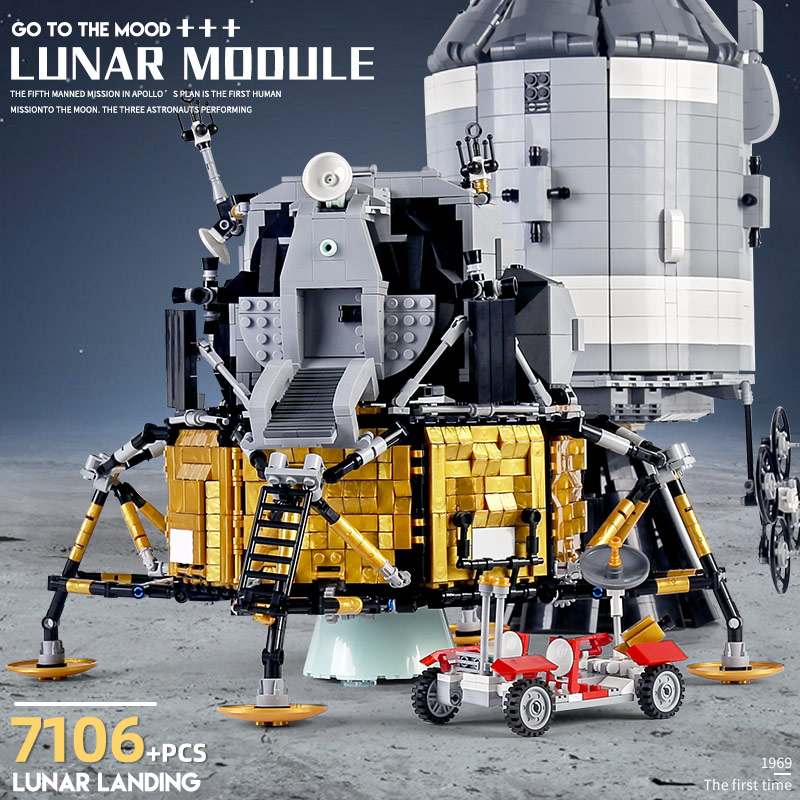 GO TO THE MOOD +++
LUNAR MODULE
THE FIFTH MANNED MISSION IN APOLLO’S PLAN IS THE FIRST HUMAN
MISSIONTO THE MOON. THE THREE ASTRONAUTS PERFORMING
7106+PCS
LUNAR LANDING
1969
The first time